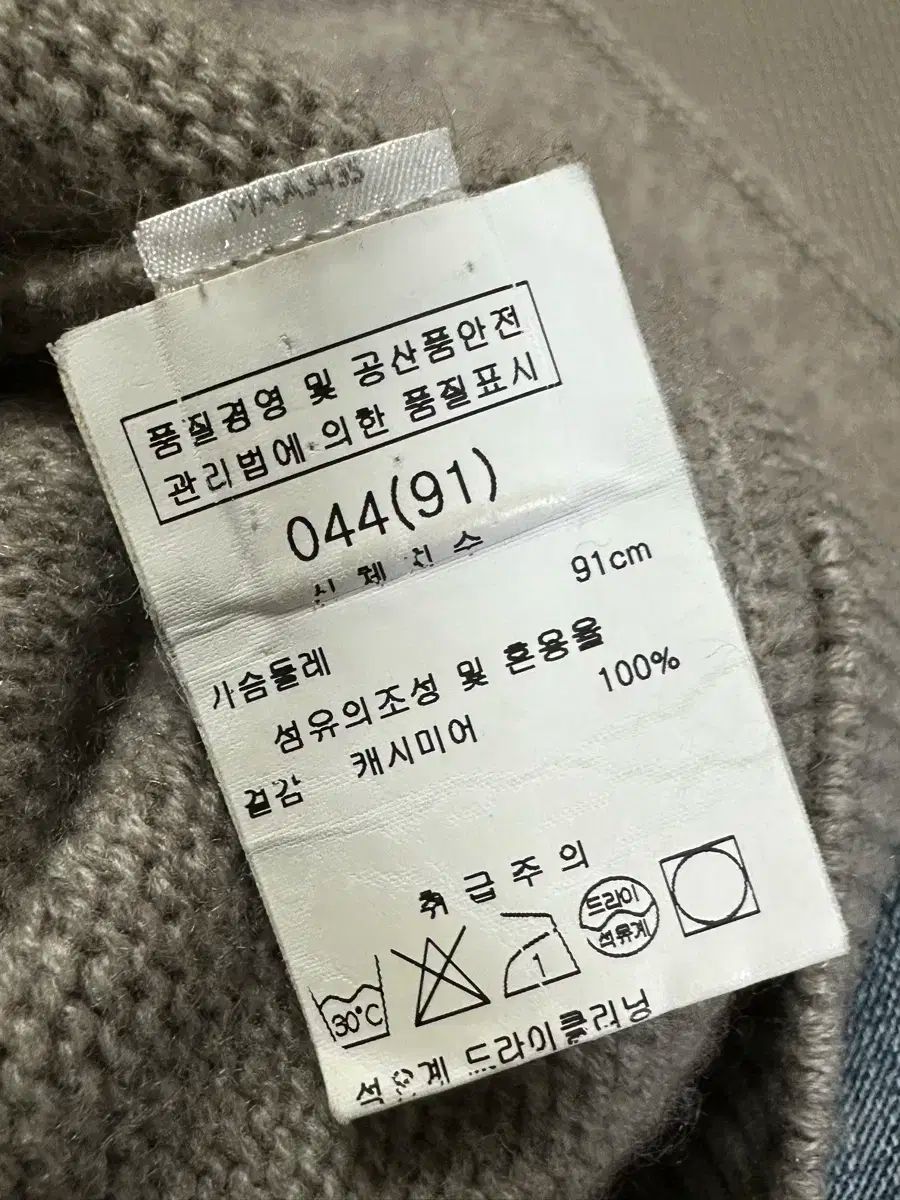 MAA3435
품질경영 및 공산품안전
관리법에 의한 품질표시
044(91)
신체치수
가슴둘레 91cm
섬유의조성 및 혼용율
겉감 캐시미어 100%
취급주의
30℃
1
드라이
석유계
석유계 드라이클리닝